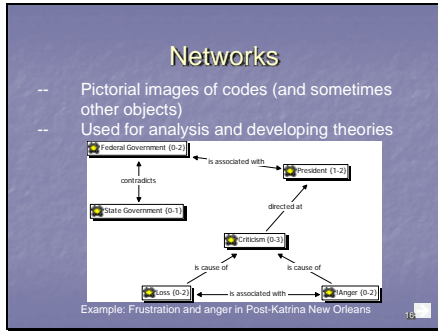 Networks
-- Pictorial images of codes (and sometimes
other objects)
-- Used for analysis and developing theories
Federal Government {0-2}
is associated with
President {1-2}
contradicts
directed at
State Government {0-1}
Criticism {0-3}
is cause of
is cause of
Loss {0-2}
is associated with
!Anger {0-2}
Example: Frustration and anger in Post-Katrina New Orleans
16